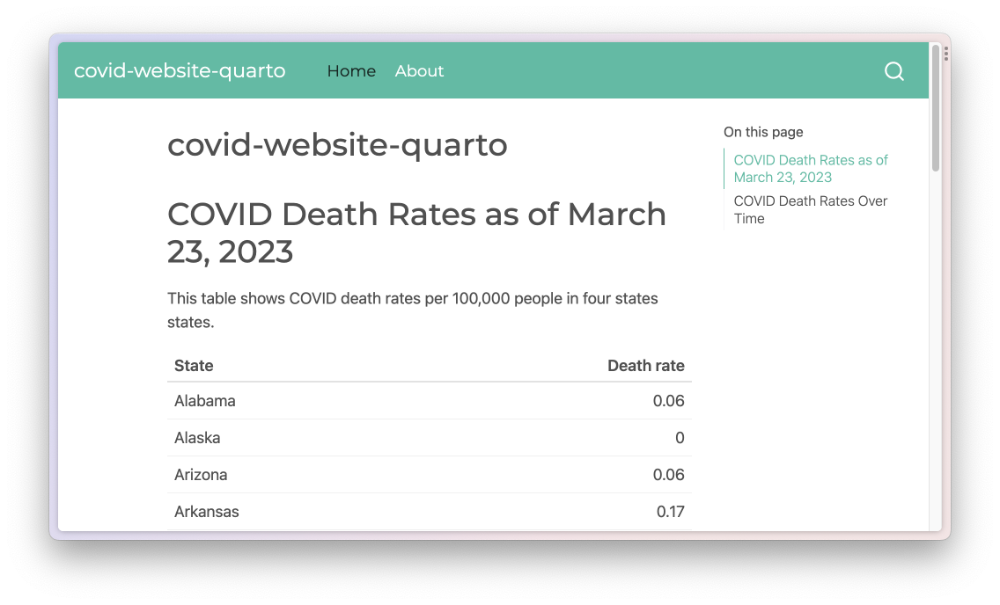 covid-website-quarto Home About
covid-website-quarto
COVID Death Rates as of March
23, 2023
This table shows COVID death rates per 100,000 people in four states
states.
State Death rate
Alabama 0.06
Alaska 0
Arizona 0.06
Arkansas 0.17
On this page
COVID Death Rates as of
March 23, 2023
COVID Death Rates Over
Time